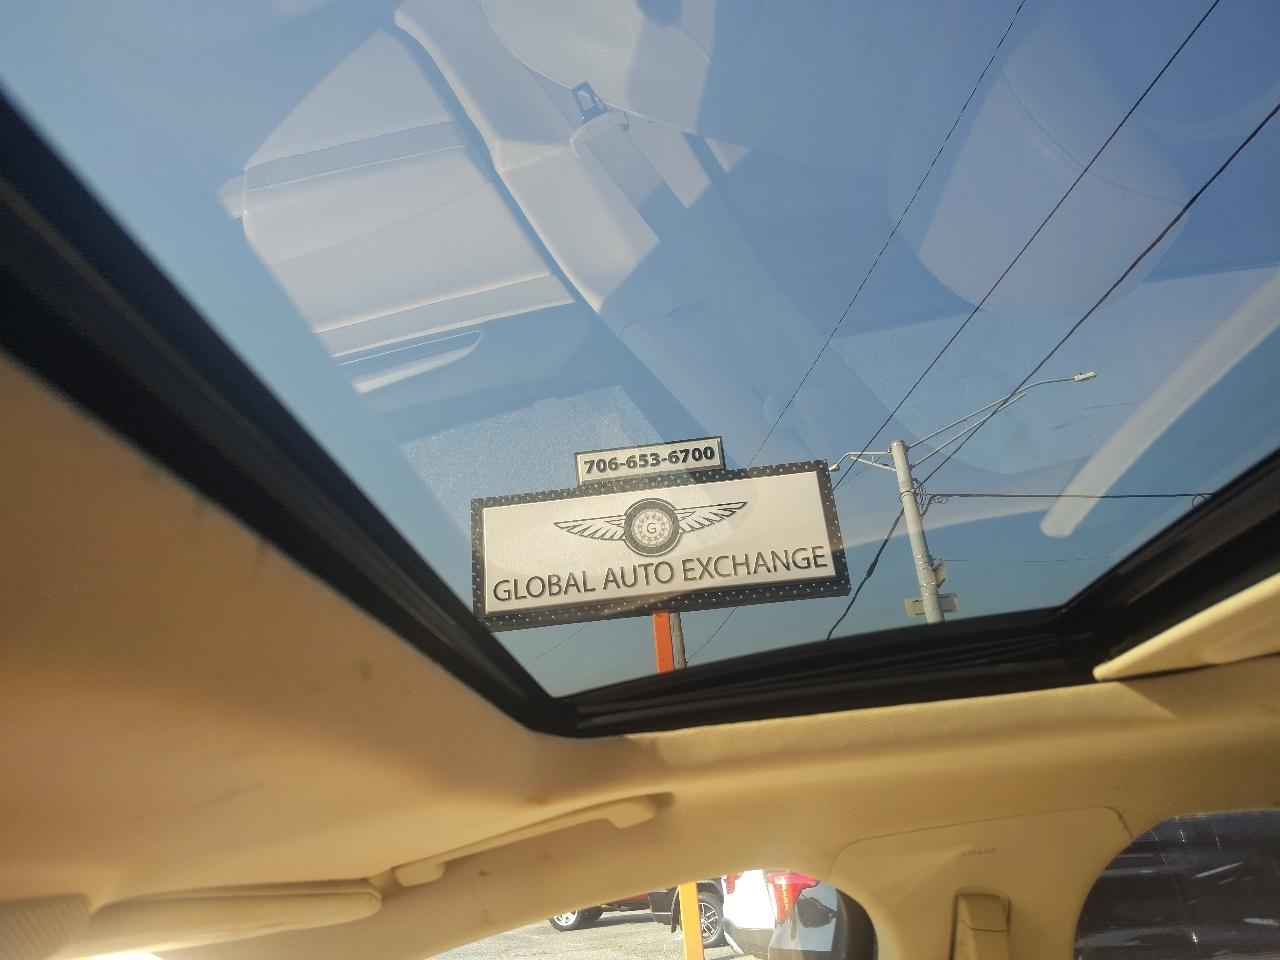 706-653-6700
G
GLOBAL AUTO EXCHANGE